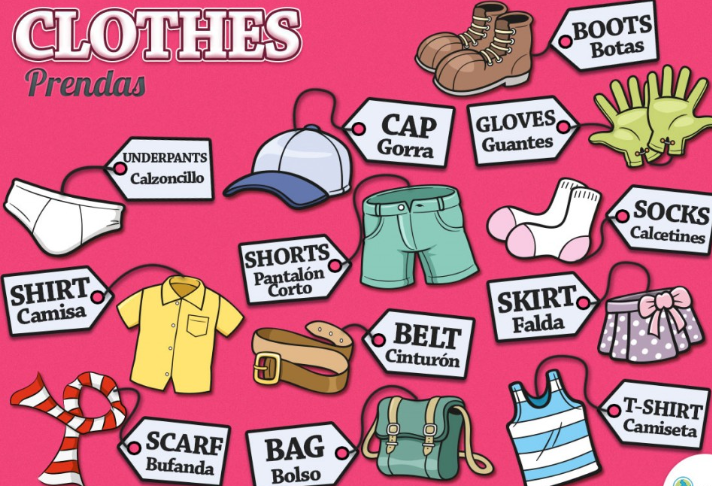 CLOTHES
Prendas
BOOTS
Botas
CAP
Gorra
GLOVES
Guantes
UNDERPANTS
Calzoncillo
SOCKS
Calcetines
SHORTS
Pantalón
Corto
SHIRT
Camisa
SKIRT
Falda
BELT
Cinturón
T-SHIRT
Camiseta
SCARF
Bufanda
BAG
Bolso